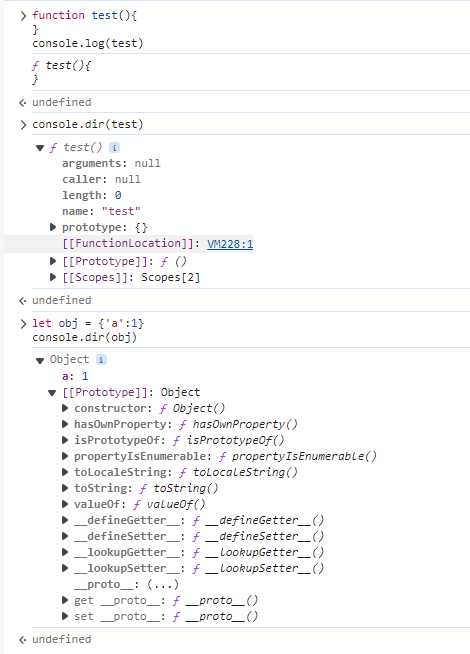 function test(){
}
console.log(test)
ƒ test(){
}
undefined
console.dir(test)
ƒ test() i
arguments: null
caller: null
length: 0
name: "test"
prototype: {}
[[FunctionLocation]]: VM228:1
[[Prototype]]: ƒ ()
[[Scopes]]: Scopes[2]
undefined
let obj = {'a':1}
console.dir(obj)
Object i
a: 1
[[Prototype]]: Object
constructor: ƒ Object()
hasOwnProperty: ƒ hasOwnProperty()
isPrototypeOf: ƒ isPrototypeOf()
propertyIsEnumerable: ƒ propertyIsEnumerable()
toLocaleString: ƒ toLocaleString()
toString: ƒ toString()
valueOf: ƒ valueOf()
__defineGetter__: ƒ __defineGetter__()
__defineSetter__: ƒ __defineSetter__()
__lookupGetter__: ƒ __lookupGetter__()
__lookupSetter__: ƒ __lookupSetter__()
__proto__: (...)
get __proto__: ƒ __proto__()
set __proto__: ƒ __proto__()
undefined